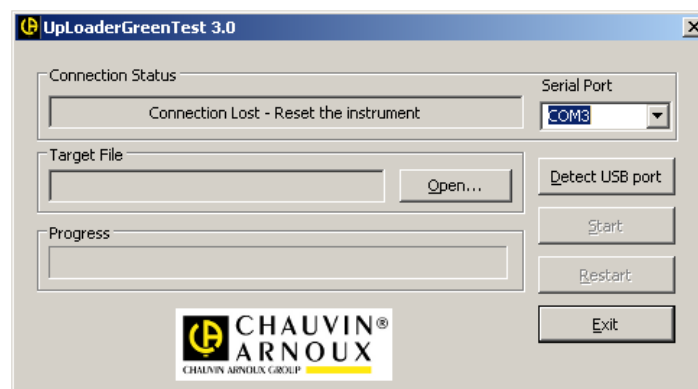 UpLoaderGreenTest 3.0
Connection Status
Connection Lost - Reset the instrument
Serial Port
COM3
Target File
Open...
Detect USB port
Start
Progress
Restart
Exit
CHAUVIN®
ARNOUX
CHAUVIN ARNOUX GROUP